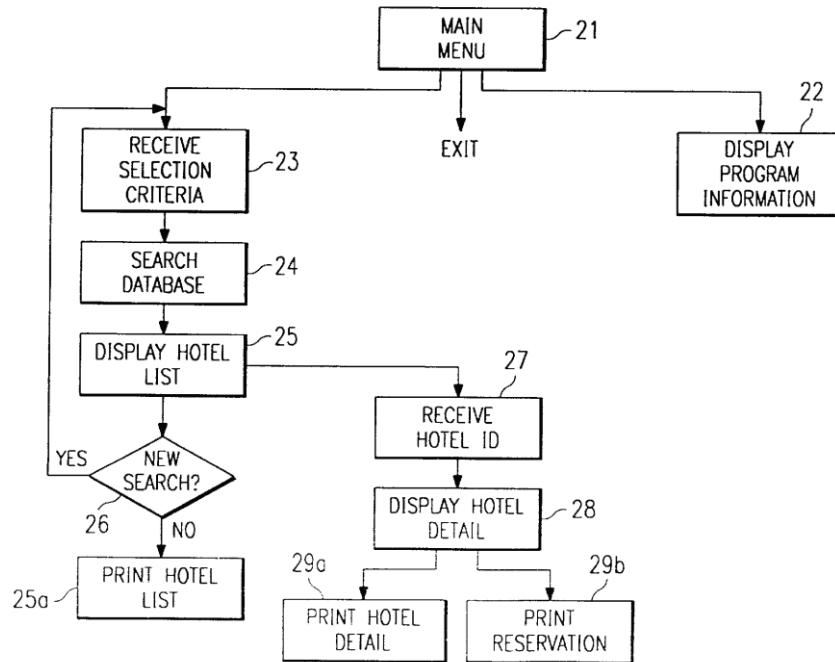 MAIN
MENU
21
22
EXIT
RECEIVE
SELECTION
CRITERIA
23
DISPLAY
PROGRAM
INFORMATION
SEARCH
DATABASE
24
25
DISPLAY HOTEL
LIST
27
RECEIVE
HOTEL ID
YES
NEW
SEARCH?
26
NO
DISPLAY HOTEL
DETAIL
28
25a
PRINT HOTEL
LIST
29a
29b
PRINT HOTEL
DETAIL
PRINT
RESERVATION